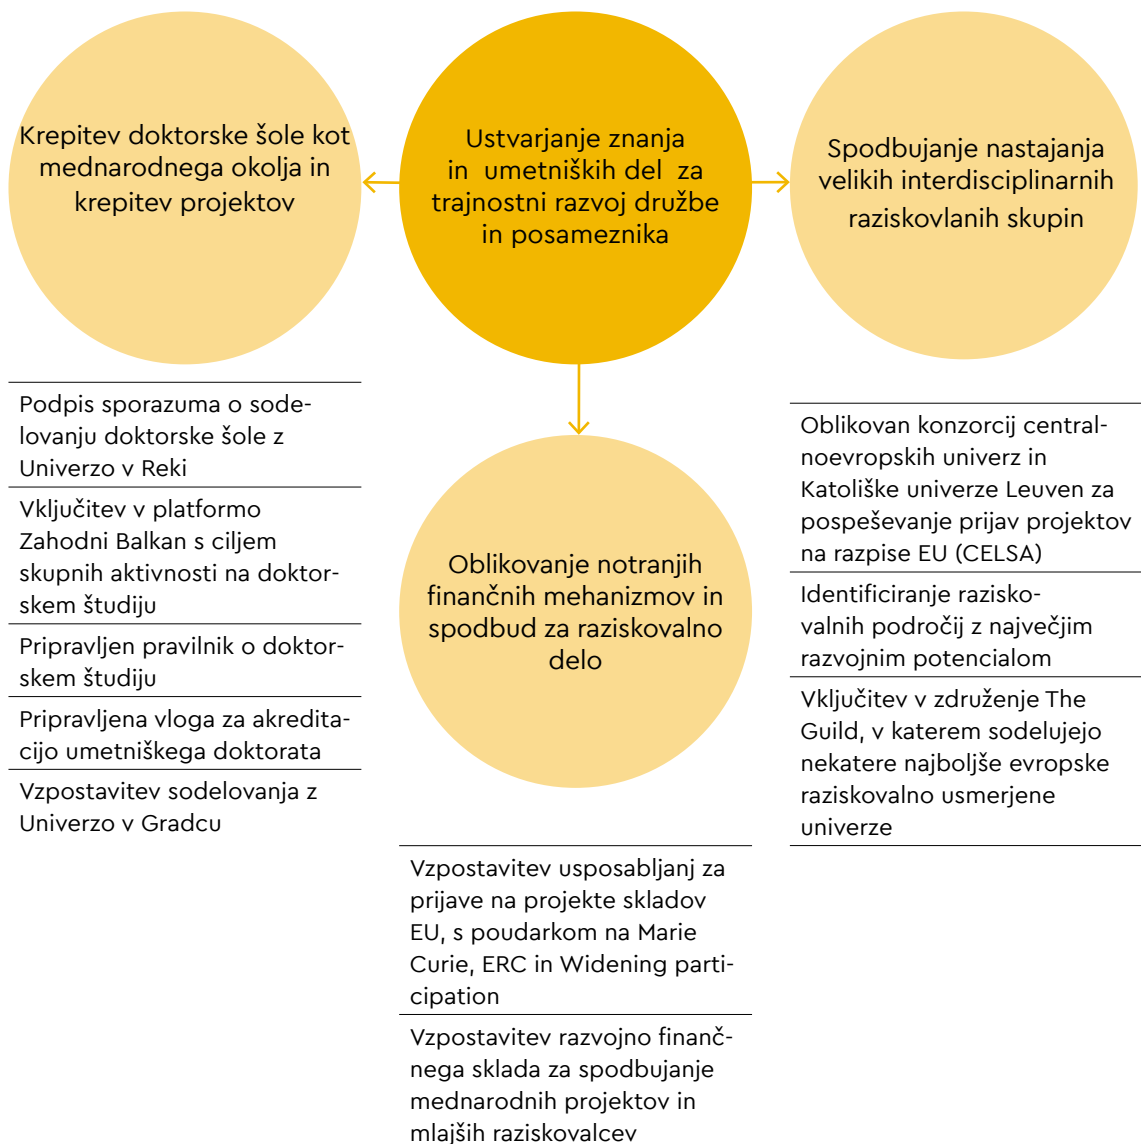 Krepitev doktorske šole kot
mednarodnega okolja in
krepitev projektov
Ustvarjanje znanja
in umetniških del za
trajnostni razvoj družbe
in posameznika
Spodbujanje nastajanja
velikih interdisciplinarnih
raziskovlanih skupin
Podpis sporazuma o sode-
lovanju doktorske šole z
Univerzo v Reki
Vključitev v platformo
Zahodni Balkan s ciljem
skupnih aktivnosti na doktor-
skem študiju
Pripravljen pravilnik o doktor-
skem študiju
Pripravljena vloga za akredita-
cijo umetniškega doktorata
Vzpostavitev sodelovanja z
Univerzo v Gradcu
Oblikovanje notranjih
finančnih mehanizmov in
spodbud za raziskovalno
delo
Vzpostavitev usposabljanj za
prijave na projekte skladov
EU, s poudarkom na Marie
Curie, ERC in Widening parti-
cipation
Vzpostavitev razvojno finanč-
nega sklada za spodbujanje
mednarodnih projektov in
mlajših raziskovalcev
Oblikovan konzorcij central-
noevropskih univerz in
Katoliške univerze Leuven za
pospeševanje prijav projektov
na razpise EU (CELSA)
Identificiranje razisko-
valnih področij z največjim
razvojnim potencialom
Vključitev v združenje The
Guild, v katerem sodelujejo
nekatere najboljše evropske
raziskovalno usmerjene
univerze